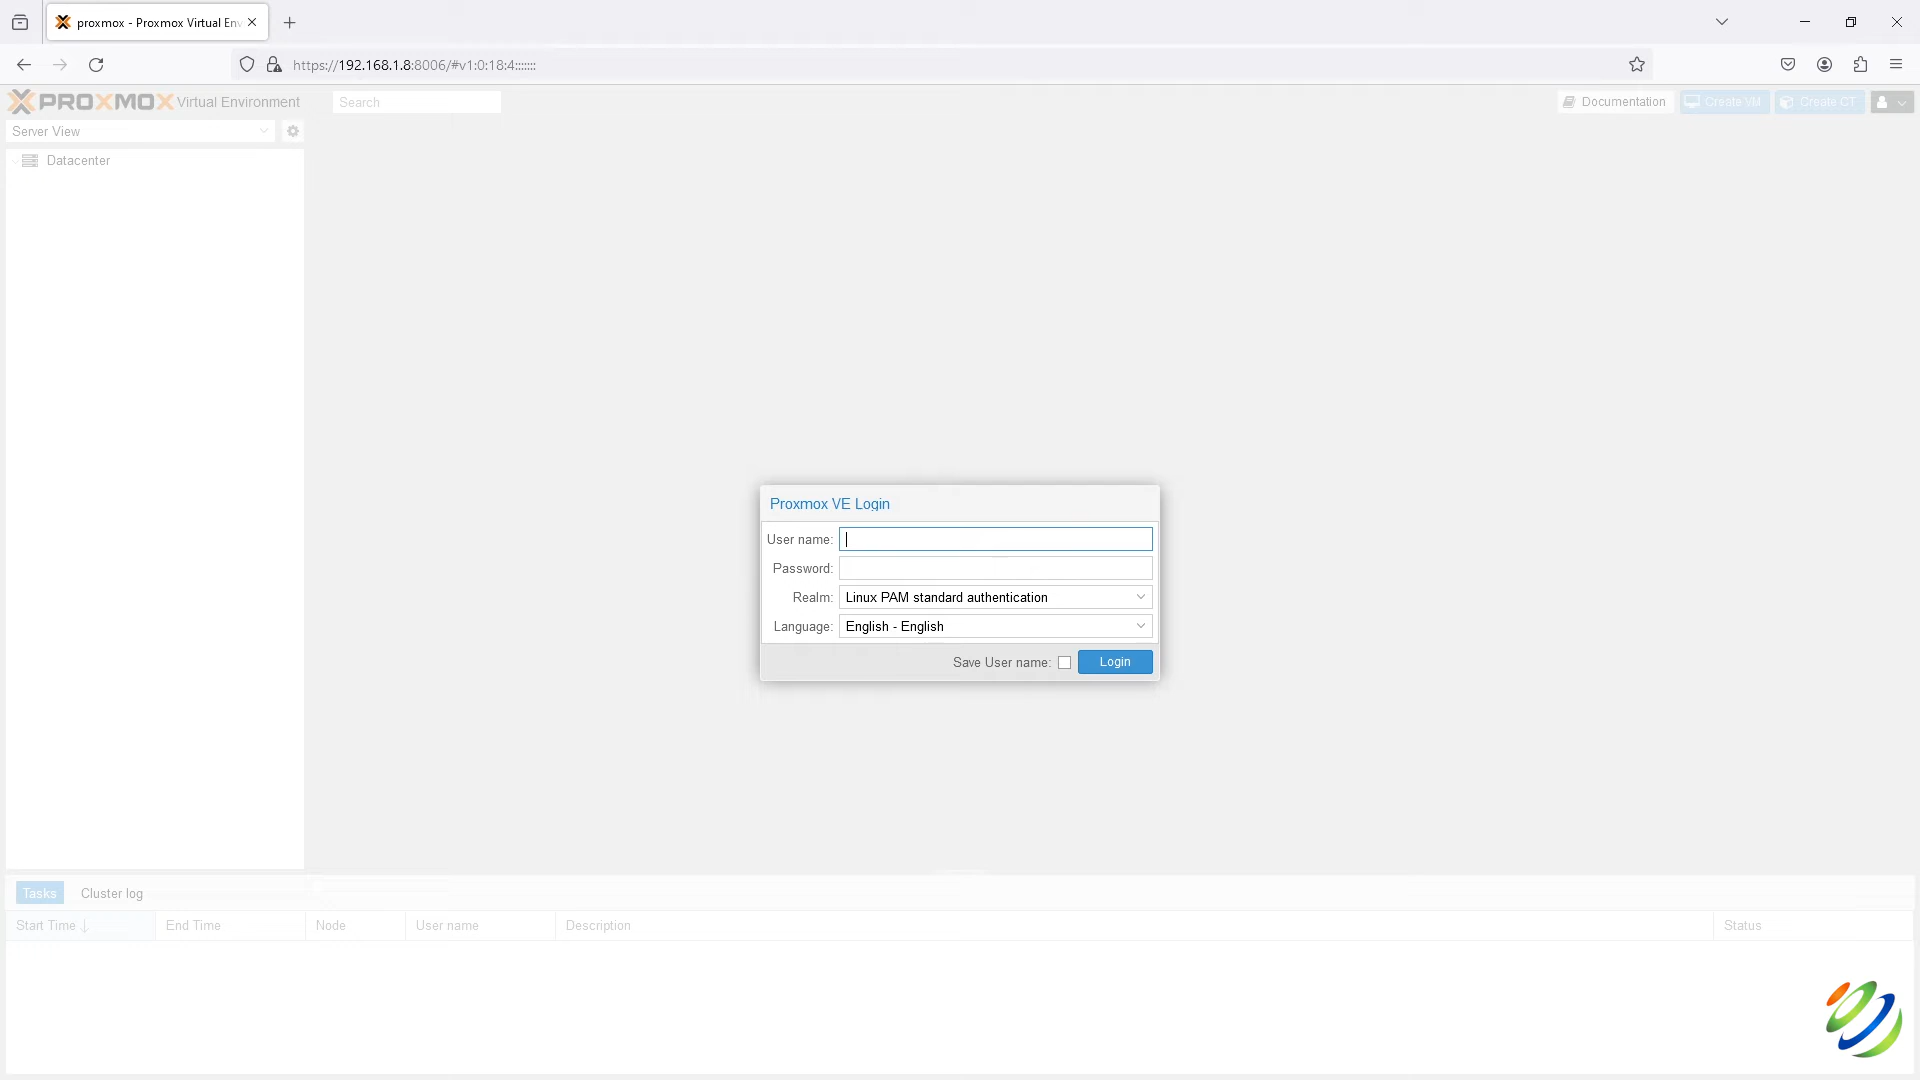 proxmox - Proxmox Virtual Env
https://192.168.1.8:8006/#v1:0:18:4:::::::
PROXMOX Virtual Environment
Search
Documentation
Create VM
Create CT
Server View
Datacenter
Proxmox VE Login
User name:
Password:
Realm: Linux PAM standard authentication
Language: English - English
Save User name:
Login
Tasks
Cluster log
Start Time
End Time
Node
User name
Description
Status